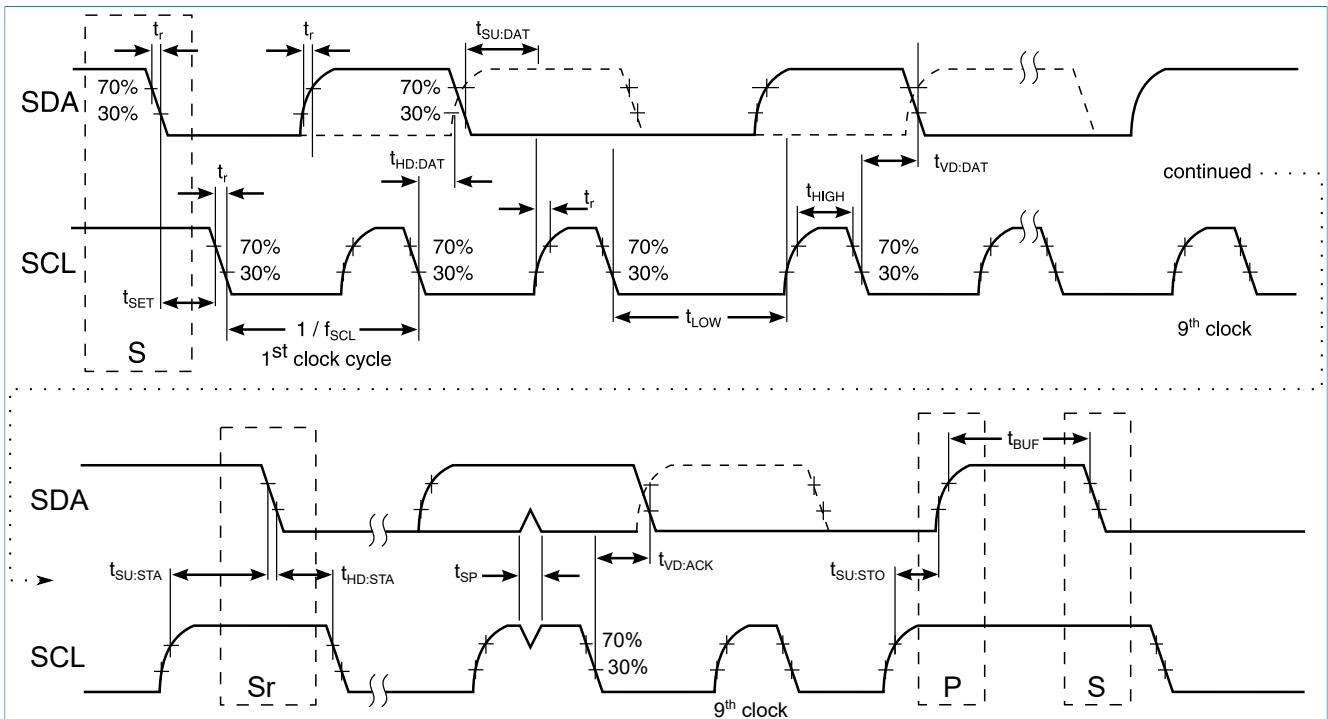 tr
tr
tSU:DAT
SDA
70%
30%
70%
30%
tr
tHD:DAT
tr
tHIGH
tVD:DAT
continued
SCL
70%
30%
70%
30%
70%
30%
70%
30%
tSET
S
1 / fSCL
1st clock cycle
tLOW
9th clock
tBUF
SDA
tSU:STA
tHD:STA
tSP
tVD:ACK
tSU:STO
SCL
70%
30%
Sr
P
S
9th clock